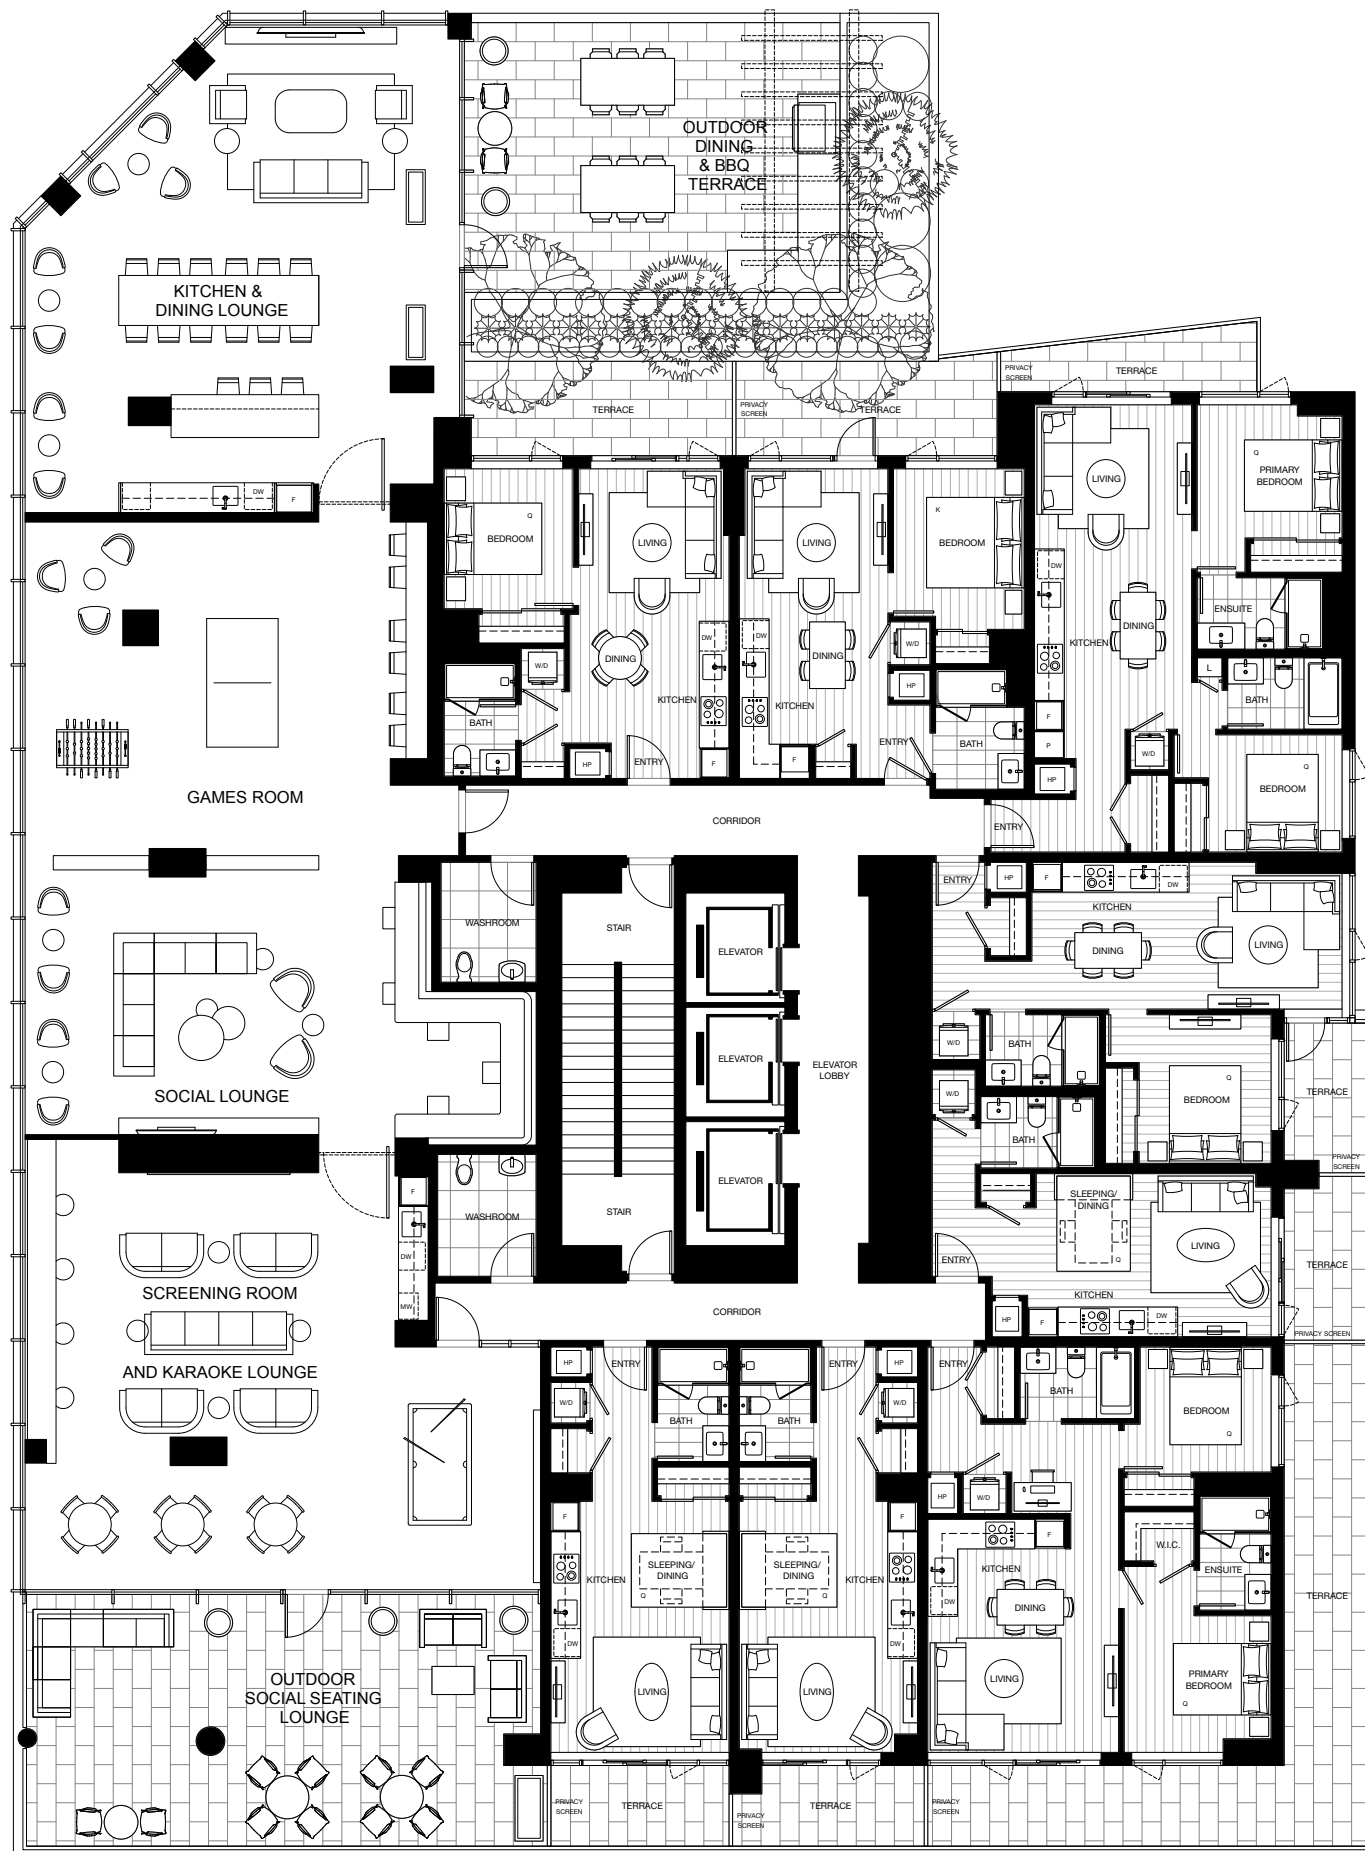 OUTDOOR
DINING
& BBQ
TERRACE
KITCHEN &
DINING LOUNGE
DW
F
PRIVACY
SCREEN
TERRACE
TERRACE
PRIVACY
SCREEN
TERRACE
Q
BEDROOM
LIVING
DW
DINING
W/D
KITCHEN
BATH
HP
ENTRY
F
LIVING
K
BEDROOM
DW
DINING
W/D
HP
KITCHEN
ENTRY
BATH
F
LIVING
Q
PRIMARY
BEDROOM
DW
ENSUITE
DINING
KITCHEN
L
BATH
F
P
W/D
HP
Q
BEDROOM
ENTRY
GAMES ROOM
CORRIDOR
WASHROOM
STAIR
ELEVATOR
ELEVATOR
ELEVATOR
ELEVATOR
LOBBY
STAIR
WASHROOM
ENTRY
HP
F
DW
KITCHEN
DINING
LIVING
W/D
BATH
Q
BEDROOM
TERRACE
PRIVACY
SCREEN
SOCIAL LOUNGE
W/D
BATH
SLEEPING/
DINING
Q
LIVING
ENTRY
KITCHEN
HP
F
DW
TERRACE
PRIVACY SCREEN
F
DW
MW
SCREENING ROOM
AND KARAOKE LOUNGE
CORRIDOR
HP
ENTRY
W/D
BATH
F
SLEEPING/
DINING
Q
KITCHEN
DW
LIVING
ENTRY
HP
BATH
W/D
F
SLEEPING/
DINING
Q
KITCHEN
DW
LIVING
ENTRY
BATH
BEDROOM
Q
HP
W/D
F
W.I.C.
KITCHEN
ENSUITE
DW
DINING
LIVING
PRIMARY
BEDROOM
Q
TERRACE
OUTDOOR
SOCIAL SEATING
LOUNGE
PRIVACY
SCREEN
TERRACE
PRIVACY
SCREEN
TERRACE
PRIVACY
SCREEN